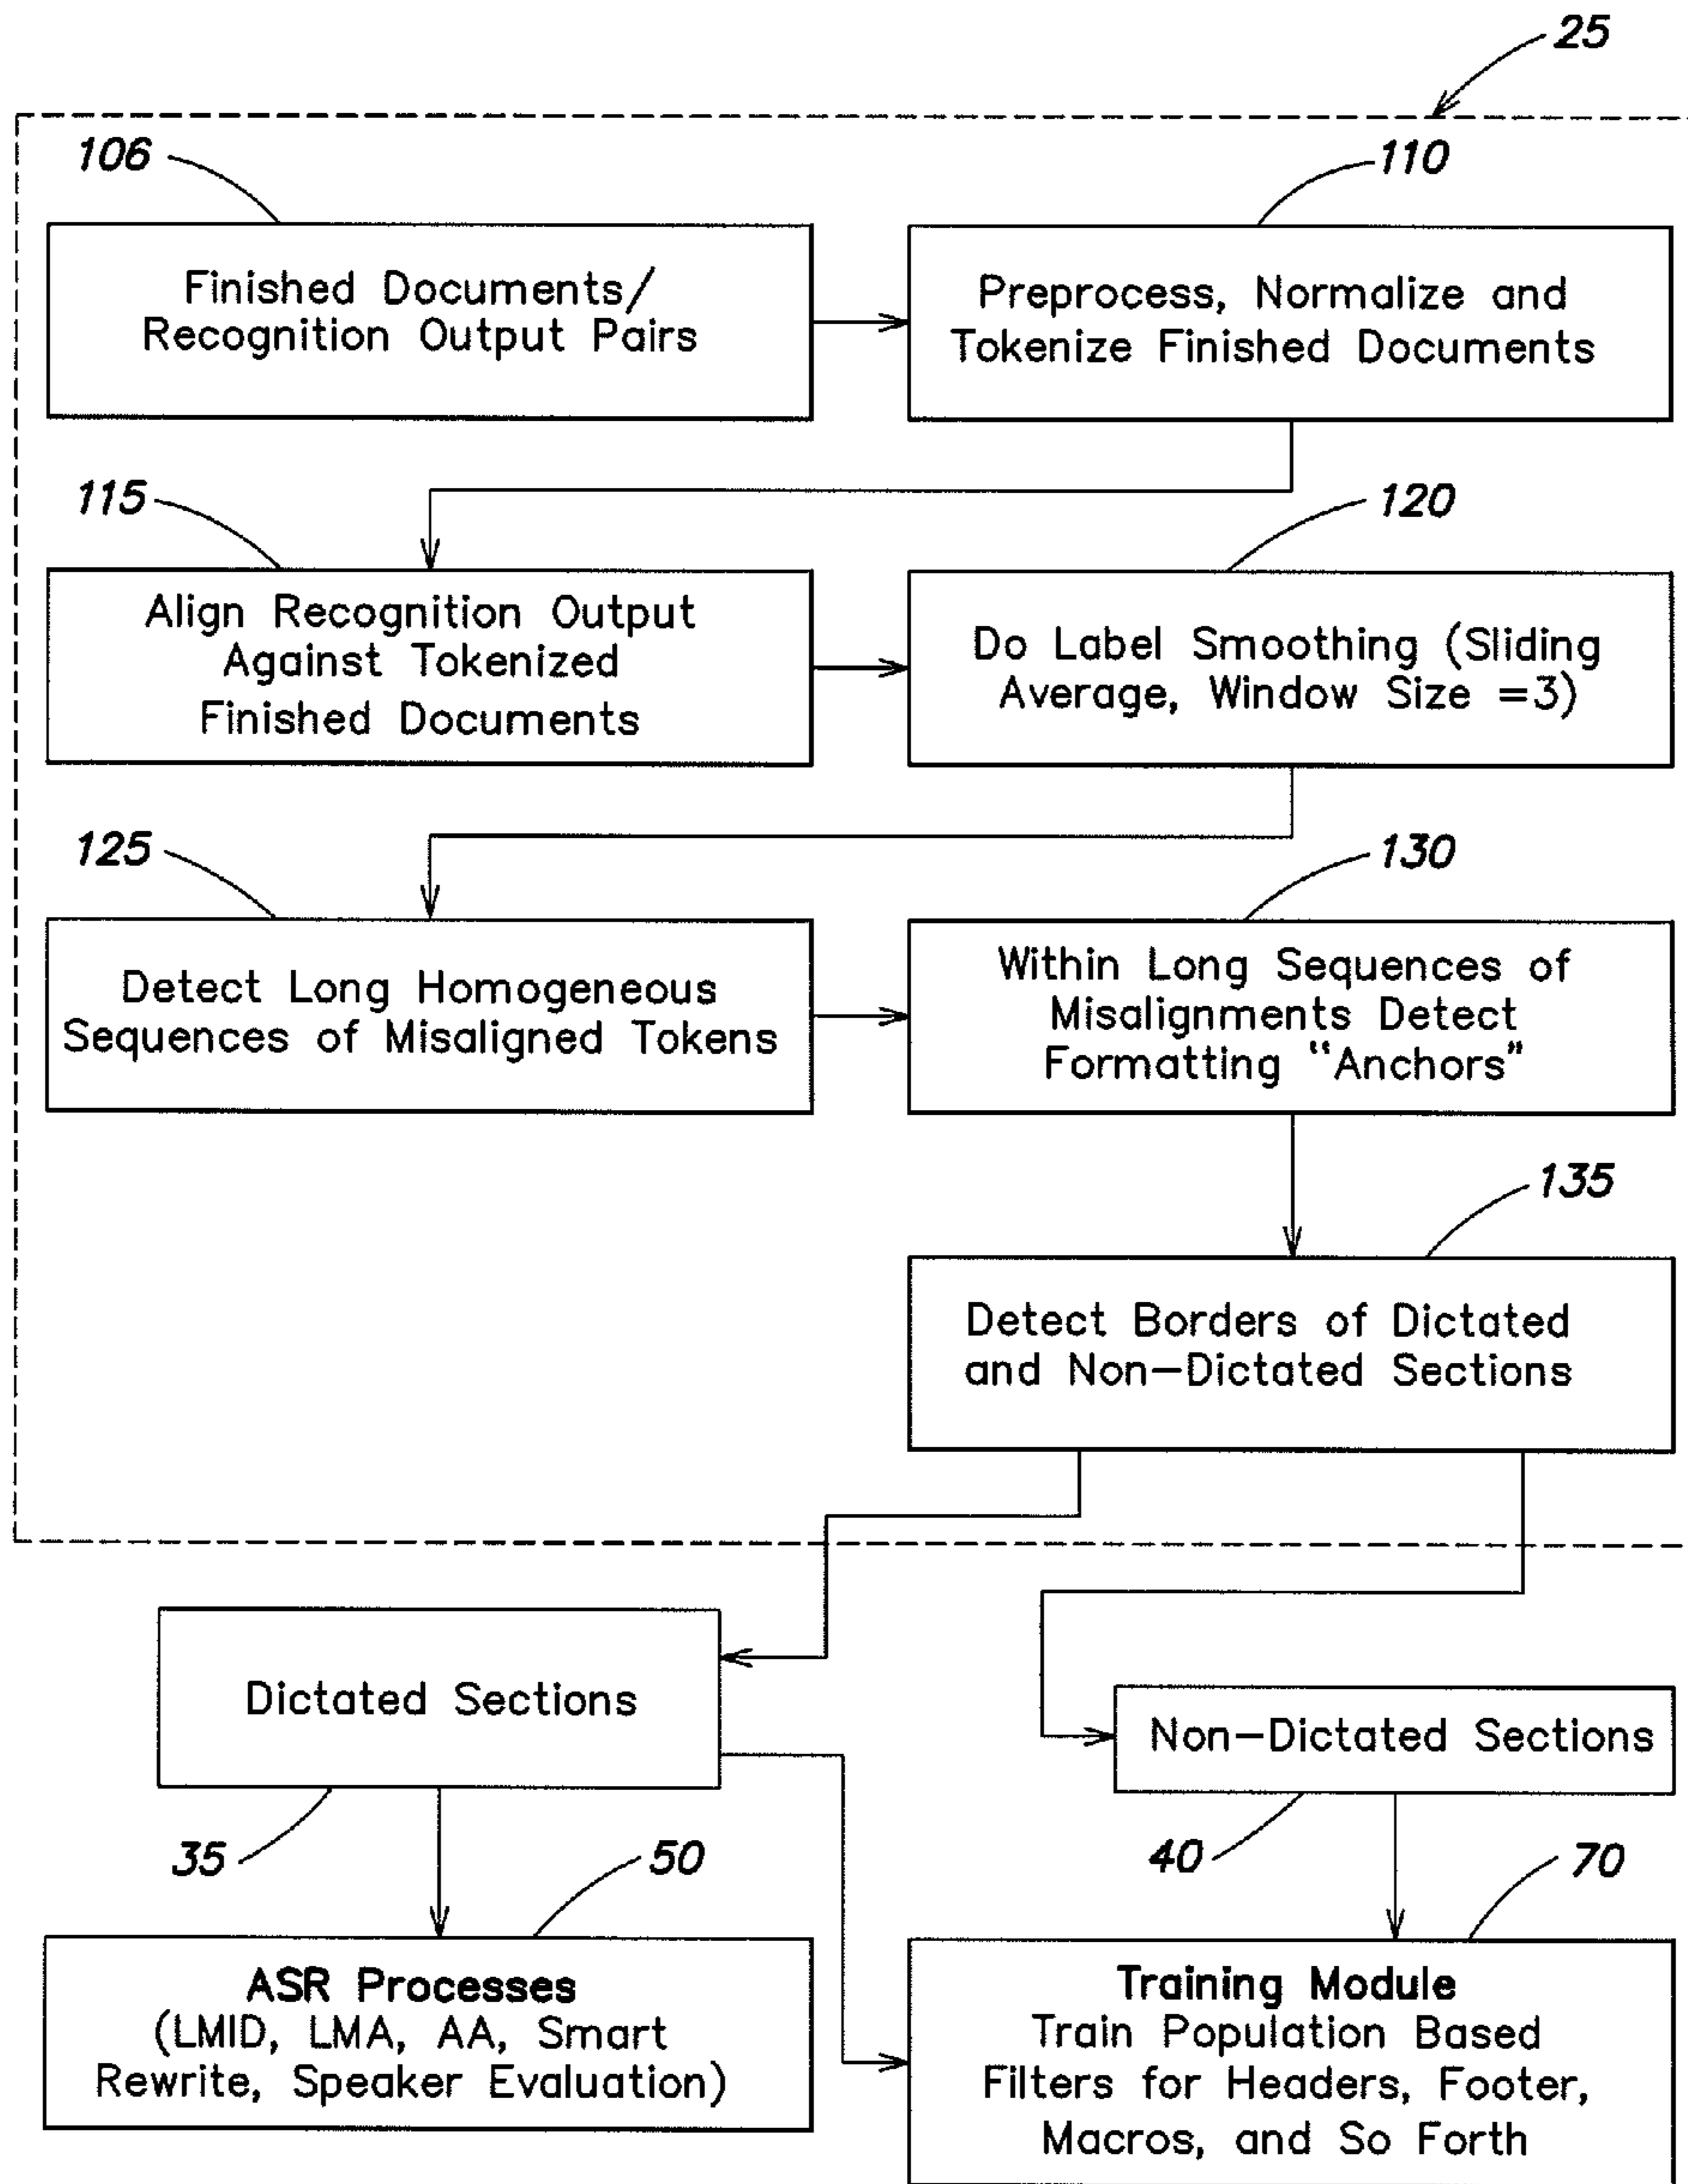 25
106
110
Finished Documents/
Recognition Output Pairs
Preprocess, Normalize and
Tokenize Finished Documents
115
120
Align Recognition Output
Against Tokenized
Finished Documents
Do Label Smoothing (Sliding
Average, Window Size =3)
125
130
Detect Long Homogeneous
Sequences of Misaligned Tokens
Within Long Sequences of
Misalignments Detect
Formatting "Anchors"
135
Detect Borders of Dictated
and Non-Dictated Sections
Dictated Sections
Non-Dictated Sections
35
50
40
70
ASR Processes
(LMID, LMA, AA, Smart
Rewrite, Speaker Evaluation)
Training Module
Train Population Based
Filters for Headers, Footer,
Macros, and So Forth